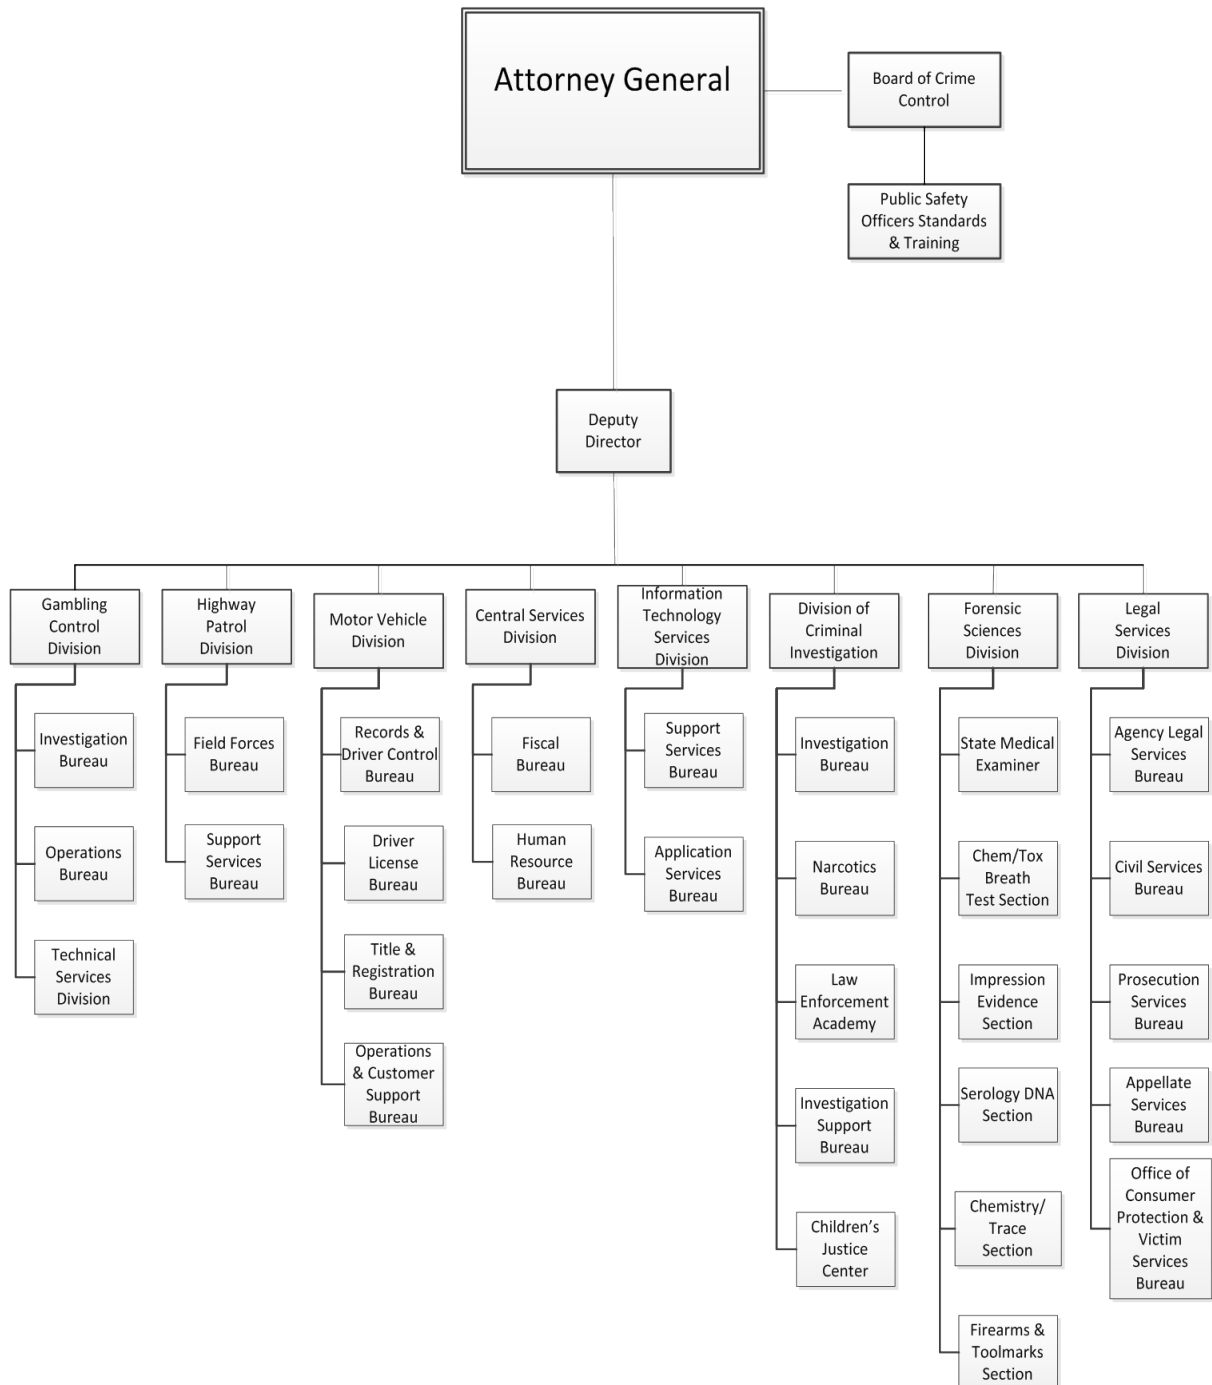 Attorney General
Board of Crime
Control
Public Safety
Officers Standards
& Training
Deputy
Director
Gambling
Control
Division
Highway
Patrol
Division
Motor Vehicle
Division
Central Services
Division
Information
Technology
Services
Division
Division of
Criminal
Investigation
Forensic
Sciences
Division
Legal
Services
Division
Investigation
Bureau
Operations
Bureau
Technical
Services
Division
Field Forces
Bureau
Support
Services
Bureau
Records &
Driver Control
Bureau
Driver
License
Bureau
Title &
Registration
Bureau
Operations
& Customer
Support
Bureau
Fiscal
Bureau
Human
Resource
Bureau
Support
Services
Bureau
Application
Services
Bureau
Investigation
Bureau
Narcotics
Bureau
Law
Enforcement
Academy
Investigation
Support
Bureau
Children’s
Justice
Center
State Medical
Examiner
Chem/Tox
Breath
Test Section
Impression
Evidence
Section
Serology DNA
Section
Chemistry/
Trace
Section
Firearms &
Toolmarks
Section
Agency Legal
Services
Bureau
Civil Services
Bureau
Prosecution
Services
Bureau
Appellate
Services
Bureau
Office of
Consumer
Protection &
Victim
Services
Bureau